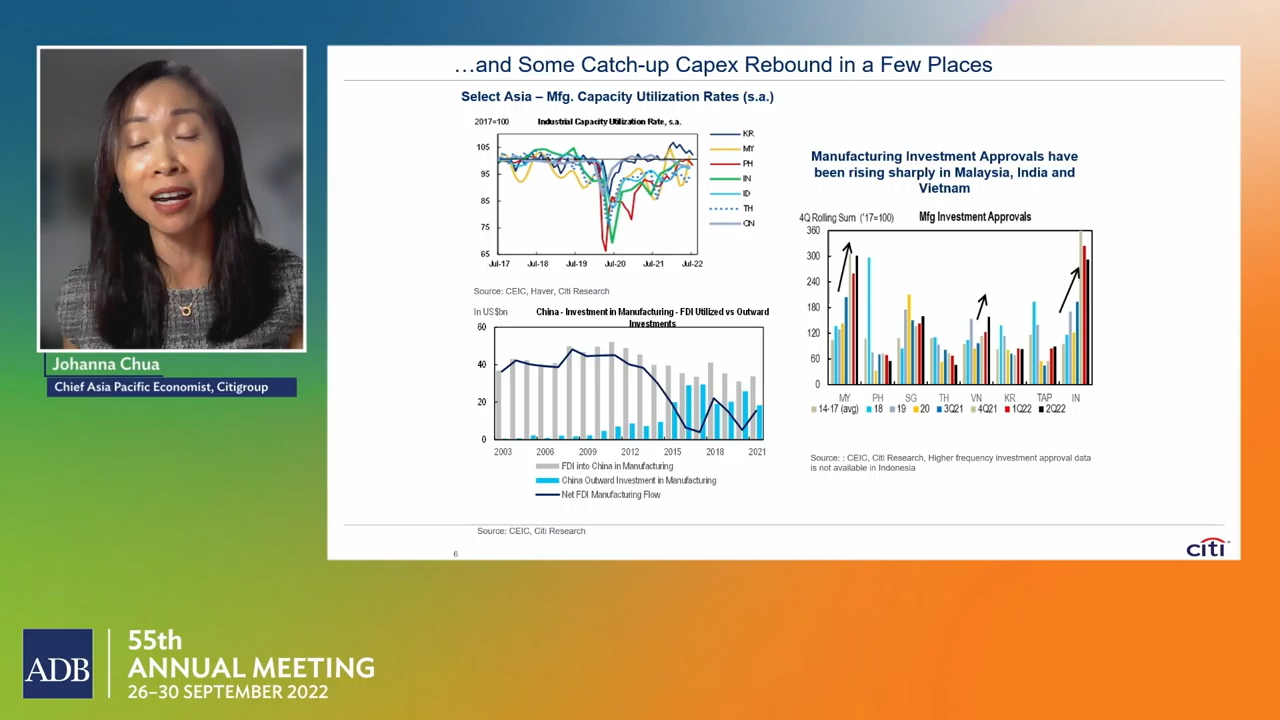 …and Some Catch-up Capex Rebound in a Few Places
Select Asia – Mfg. Capacity Utilization Rates (s.a.)
2017=100
Industrial Capacity Utilization Rate, s.a.
105
95
85
75
65
Jul-17 Jul-18 Jul-19 Jul-20 Jul-21 Jul-22
KR
MY
PH
IN
ID
TH
CN
Source: CEIC, Haver, Citi Research
In US$bn
China - Investment in Manufacturing - FDI Utilized vs Outward
Investments
60
40
20
0
2003 2006 2009 2012 2015 2018 2021
FDI into China in Manufacturing
China Outward Investment in Manufacturing
Net FDI Manufacturing Flow
Source: CEIC, Citi Research
Manufacturing Investment Approvals have
been rising sharply in Malaysia, India and
Vietnam
4Q Rolling Sum ('17=100)
Mfg Investment Approvals
360
300
240
180
120
60
0
MY PH SG TH VN KR TAP IN
14-17 (avg) 18 19 20 3Q21 4Q21 1Q22 2Q22
Source: : CEIC, Citi Research, Higher frequency investment approval data
is not available in Indonesia
6
citi
Johanna Chua
Chief Asia Pacific Economist, Citigroup
ADB
55th
ANNUAL MEETING
26–30 SEPTEMBER 2022